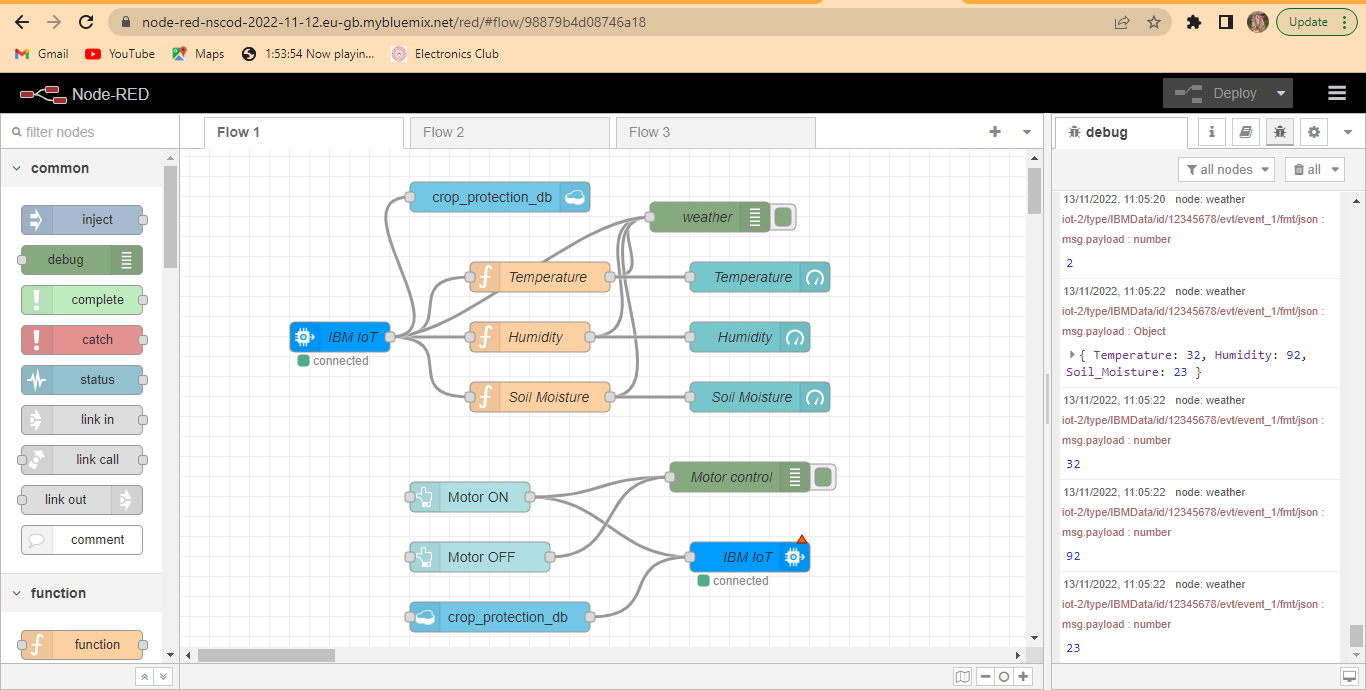 node-red-nscod-2022-11-12.eu-gb.mybluemix.net/red/#flow/98879b4d08746a18
Update
Gmail
YouTube
Maps
1:53:54 Now playin...
Electronics Club
Node-RED
Deploy
filter nodes
Flow 1
Flow 2
Flow 3
debug
i
common
all nodes
all
inject
debug
complete
catch
status
link in
link call
link out
comment
function
function
crop_protection_db
weather
Temperature
Temperature
IBM IoT
connected
Humidity
Humidity
Soil Moisture
Soil Moisture
Motor control
Motor ON
Motor OFF
IBM IoT
connected
crop_protection_db
13/11/2022, 11:05:20 node: weather
iot-2/type/IBMData/id/12345678/evt/event_1/fmt/json :
msg.payload : number
2
13/11/2022, 11:05:22 node: weather
iot-2/type/IBMData/id/12345678/evt/event_1/fmt/json :
msg.payload : Object
{ Temperature: 32, Humidity: 92,
Soil_Moisture: 23 }
13/11/2022, 11:05:22 node: weather
iot-2/type/IBMData/id/12345678/evt/event_1/fmt/json :
msg.payload : number
32
13/11/2022, 11:05:22 node: weather
iot-2/type/IBMData/id/12345678/evt/event_1/fmt/json :
msg.payload : number
92
13/11/2022, 11:05:22 node: weather
iot-2/type/IBMData/id/12345678/evt/event_1/fmt/json :
msg.payload : number
23